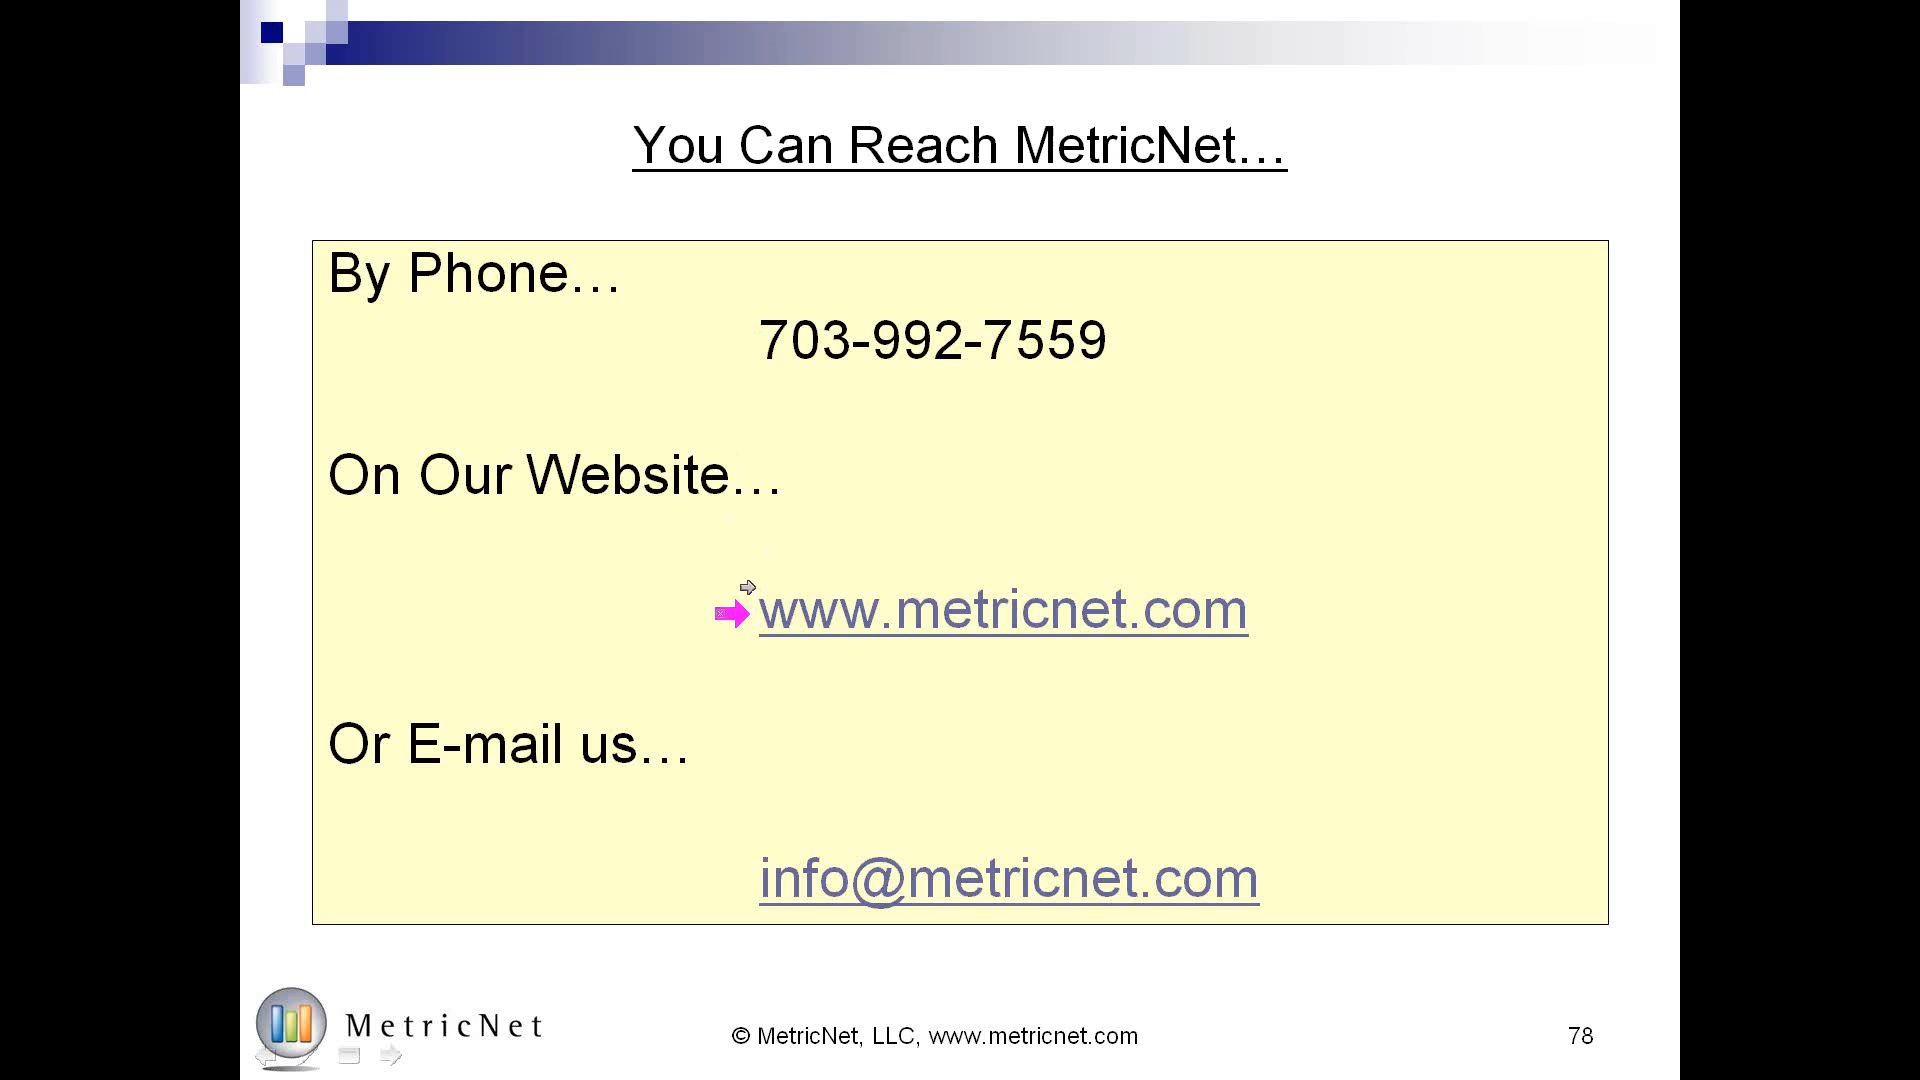 You Can Reach MetricNet…
By Phone…
703-992-7559
On Our Website…
www.metricnet.com
Or E-mail us…
info@metricnet.com
MetricNet
© MetricNet, LLC, www.metricnet.com
78